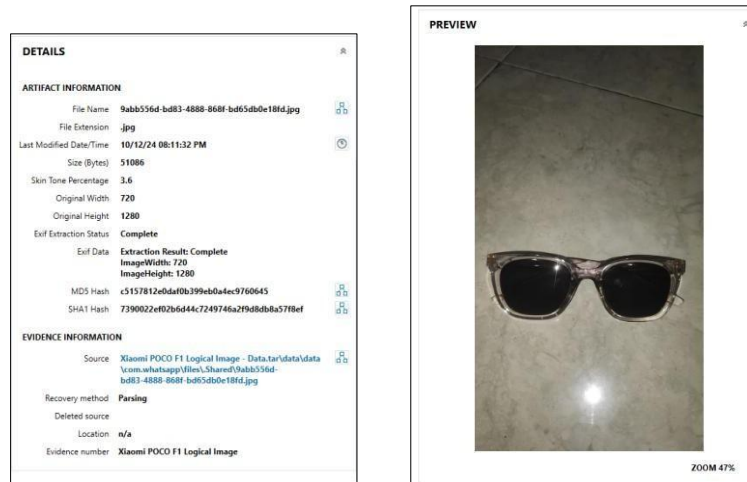 DETAILS
ARTIFACT INFORMATION
File Name 9abb556d-bd83-4888-868f-bd65db0e18fd.jpg
File Extension .jpg
Last Modified Date/Time 10/12/24 08:11:32 PM
Size (Bytes) 51086
Skin Tone Percentage 3.6
Original Width 720
Original Height 1280
Exif Extraction Status Complete
Exif Data Extraction Result: Complete
ImageWidth: 720
ImageHeight: 1280
MD5 Hash c5157812e0daf0b399eb0a4ec9760645
SHA1 Hash 7390022ef02b6d44c7249746a2f9d8db8a57f8ef
EVIDENCE INFORMATION
Source Xiaomi POCO F1 Logical Image - Data.tar\data\data
\com.whatsapp\files\.Shared\9abb556d-
bd83-4888-868f-bd65db0e18fd.jpg
Recovery method Parsing
Deleted source
Location n/a
Evidence number Xiaomi POCO F1 Logical Image
PREVIEW
ZOOM 47%